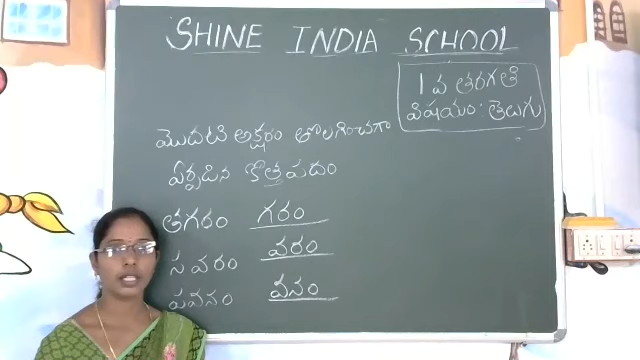 SHINE INDIA SCHOOL
1 వ తరగతి
విషయం : తెలుగు
మొదటి అక్షరం తొలగించగా
ఏర్పడిన కొత్త పదం
తగరం గరం
సవరం వరం
పవనం వనం